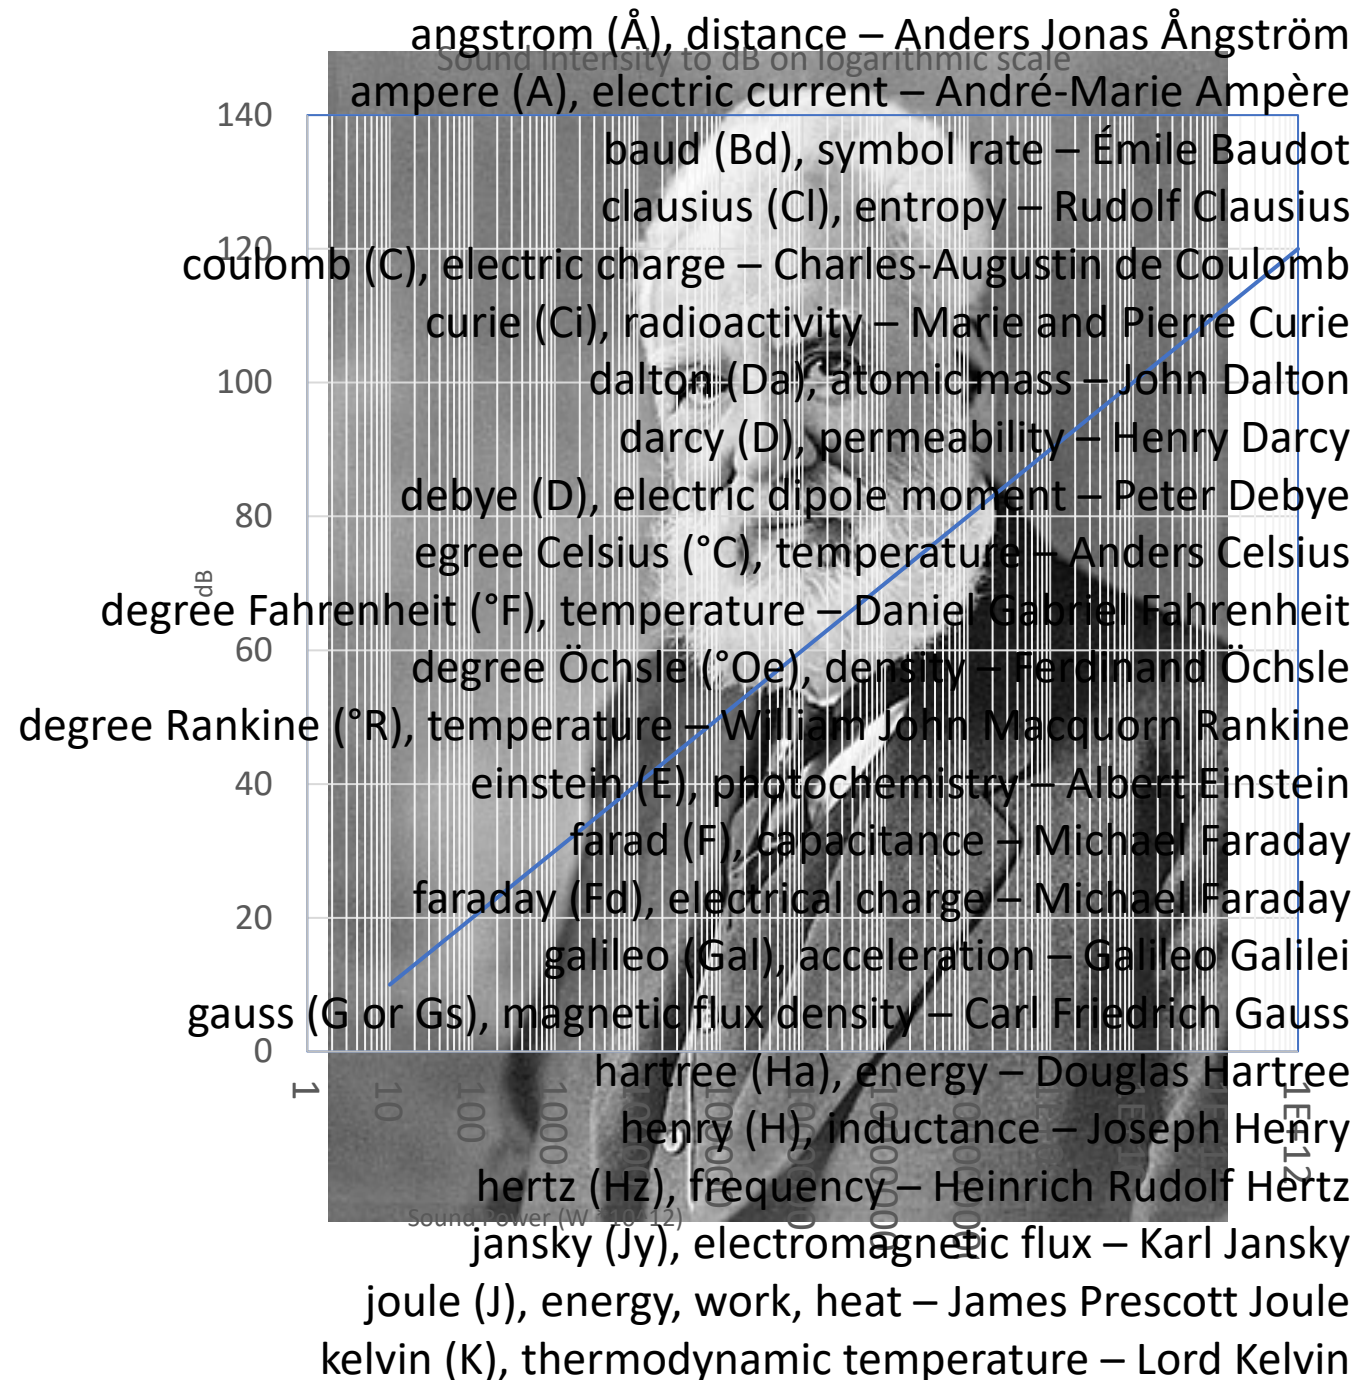 angstrom (Å), distance – Anders Jonas Ångström
Sound Intensity to dB on logarithmic scale
ampere (A), electric current – André-Marie Ampère
140
baud (Bd), symbol rate – Émile Baudot
clausius (Cl), entropy – Rudolf Clausius
120
coulomb (C), electric charge – Charles-Augustin de Coulomb
curie (Ci), radioactivity – Marie and Pierre Curie
100
dalton (Da), atomic mass – John Dalton
darcy (D), permeability – Henry Darcy
debye (D), electric dipole moment – Peter Debye
80
egree Celsius (°C), temperature – Anders Celsius
dB
degree Fahrenheit (°F), temperature – Daniel Gabriel Fahrenheit
60
degree Öchsle (°Oe), density – Ferdinand Öchsle
degree Rankine (°R), temperature – William John Macquorn Rankine
40
einstein (E), photochemistry – Albert Einstein
farad (F), capacitance – Michael Faraday
faraday (Fd), electrical charge – Michael Faraday
20
galileo (Gal), acceleration – Galileo Galilei
gauss (G or Gs), magnetic flux density – Carl Friedrich Gauss
0
hartree (Ha), energy – Douglas Hartree
1
10
100
1000
1E+12
henry (H), inductance – Joseph Henry
hertz (Hz), frequency – Heinrich Rudolf Hertz
Sound Power (W
jansky (Jy), electromagnetic flux – Karl Jansky
joule (J), energy, work, heat – James Prescott Joule
kelvin (K), thermodynamic temperature – Lord Kelvin